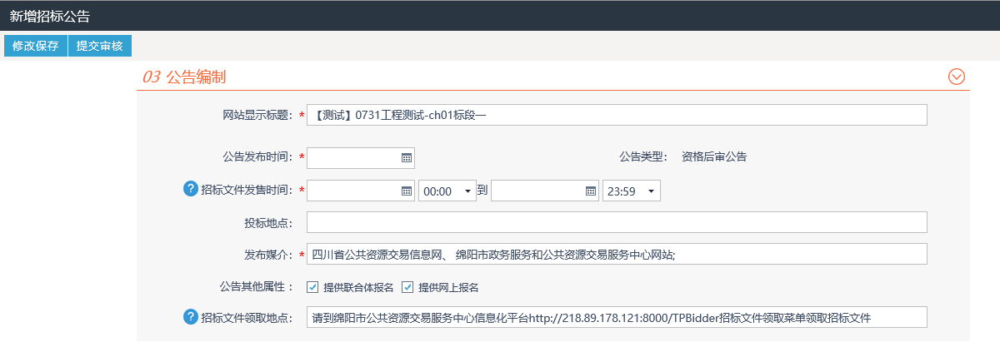 新增招标公告
修改保存 提交审核
03 公告编制
网站显示标题：* 【测试】0731工程测试-ch01标段一
公告发布时间：* 公告类型： 资格后审公告
? 招标文件发售时间：* 00:00 到 23:59
投标地点：
发布媒介：* 四川省公共资源交易信息网、 绵阳市政务服务和公共资源交易服务中心网站;
公告其他属性 ： 提供联合体报名 提供网上报名
? 招标文件领取地点： 请到绵阳市公共资源交易服务中心信息化平台http://218.89.178.121:8000/TPBidder招标文件领取菜单领取招标文件